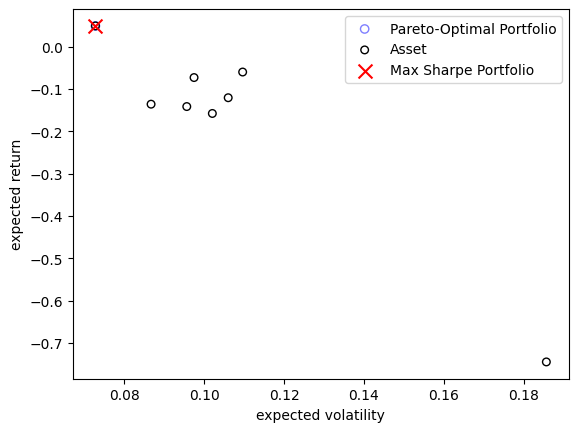 Pareto-Optimal Portfolio
Asset
Max Sharpe Portfolio
0.0
−0.1
−0.2
−0.3
−0.4
−0.5
−0.6
−0.7
expected return
0.08 0.10 0.12 0.14 0.16 0.18
expected volatility